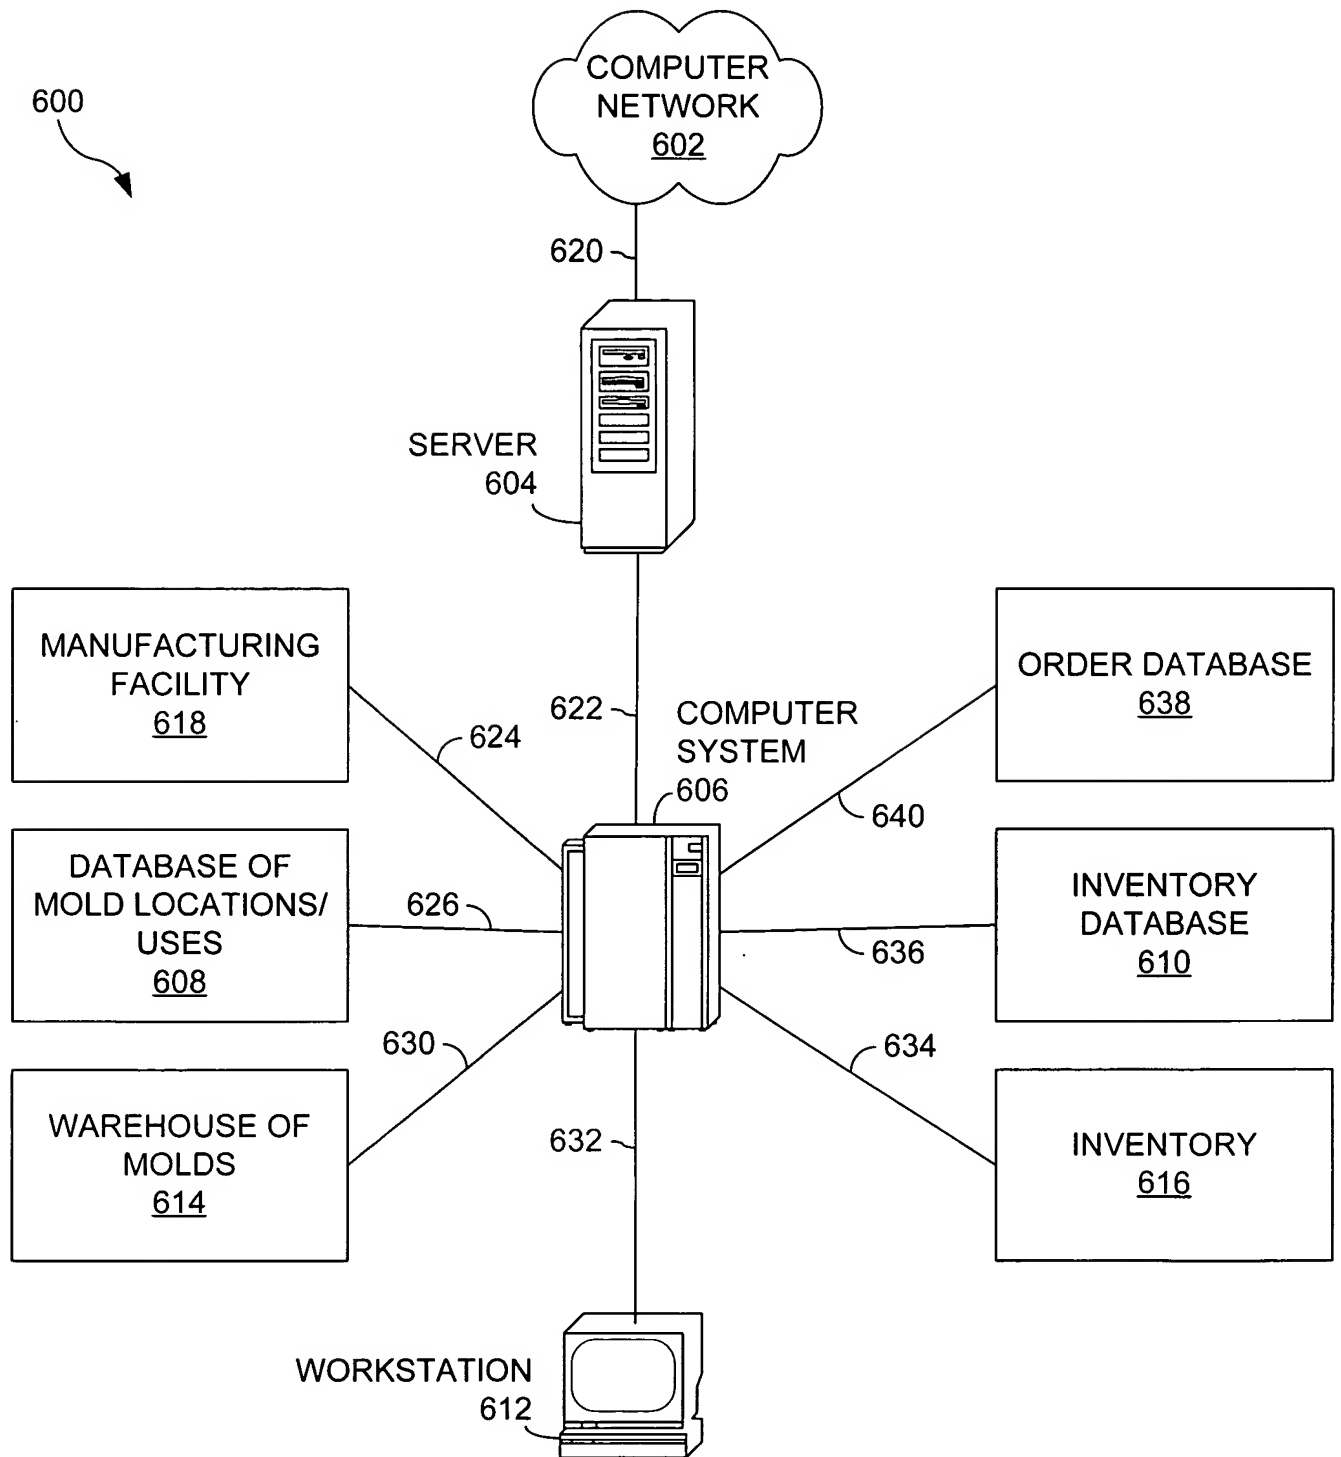 COMPUTER
NETWORK
602
600
620
SERVER
604
MANUFACTURING
FACILITY
618
624
622
COMPUTER
SYSTEM
606
ORDER DATABASE
638
640
DATABASE OF
MOLD LOCATIONS/
USES
608
626
INVENTORY
DATABASE
610
636
630
634
WAREHOUSE OF
MOLDS
614
632
INVENTORY
616
WORKSTATION
612